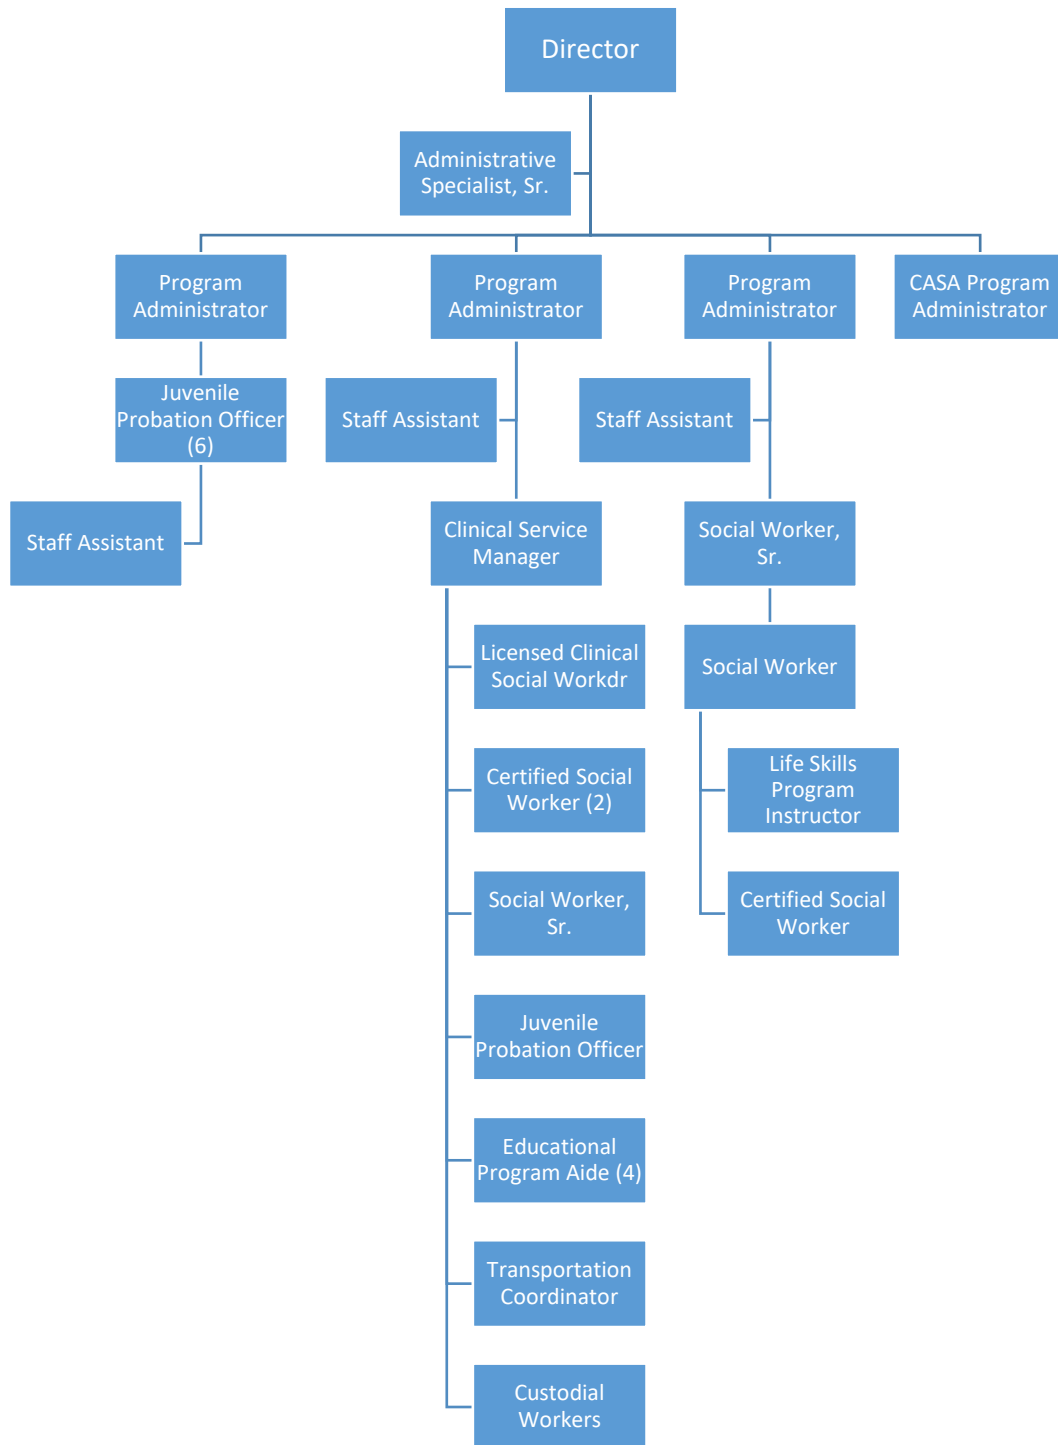 Director
Administrative
Specialist, Sr.
Program
Administrator
Program
Administrator
Program
Administrator
CASA Program
Administrator
Juvenile
Probation Officer
(6)
Staff Assistant
Staff Assistant
Staff Assistant
Clinical Service
Manager
Social Worker,
Sr.
Licensed Clinical
Social Workdr
Social Worker
Certified Social
Worker (2)
Life Skills
Program
Instructor
Social Worker,
Sr.
Certified Social
Worker
Juvenile
Probation Officer
Educational
Program Aide (4)
Transportation
Coordinator
Custodial
Workers